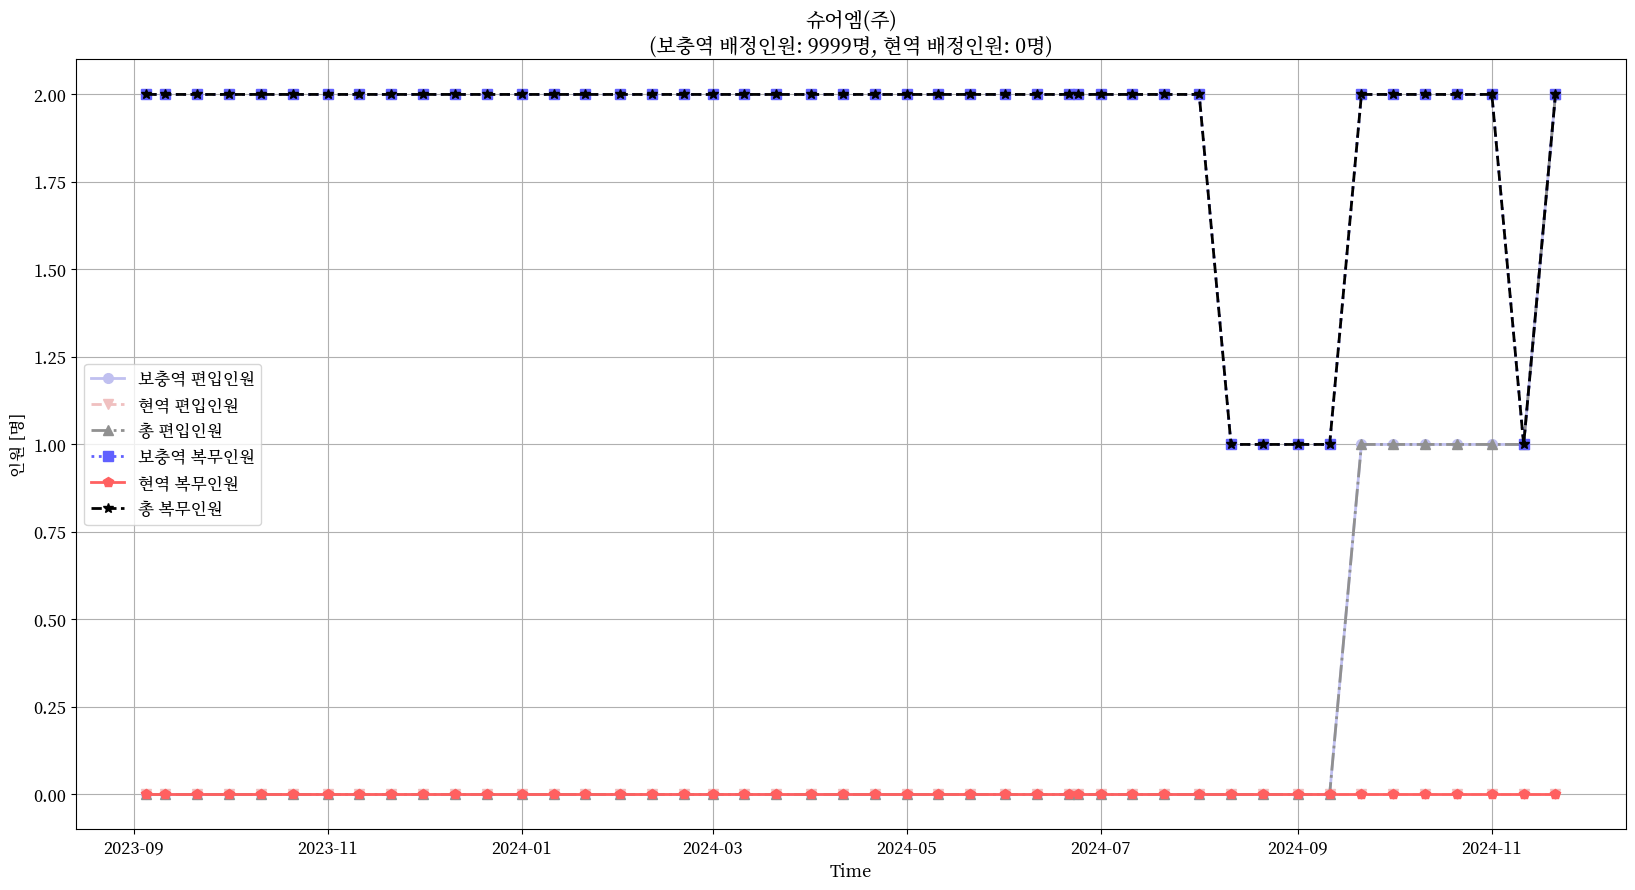 슈어엠(주)
(보충역 배정인원: 9999명, 현역 배정인원: 0명)
2.00
1.75
1.50
1.25
1.00
0.75
0.50
0.25
0.00
인원 [명]
보충역 편입인원
현역 편입인원
총 편입인원
보충역 복무인원
현역 복무인원
총 복무인원
2023-09
2023-11
2024-01
2024-03
2024-05
2024-07
2024-09
2024-11
Time